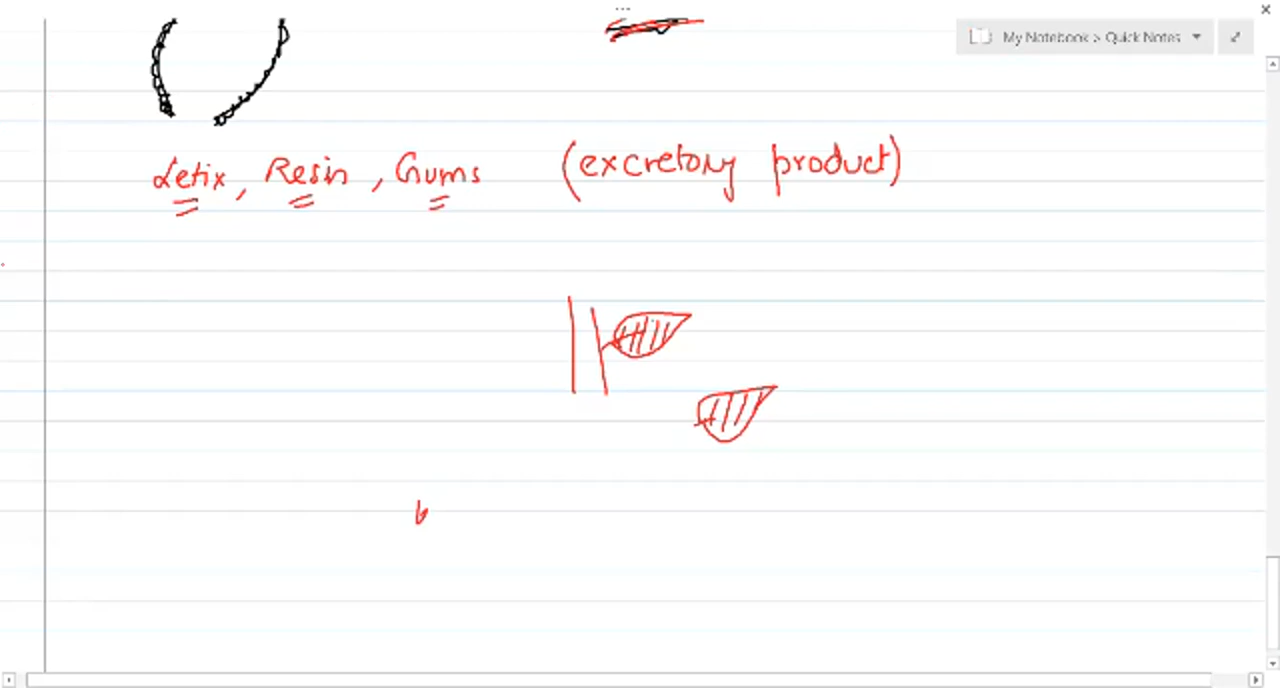 My Notebook > Quick Notes
Letix, Resin, Gums (excretory product)